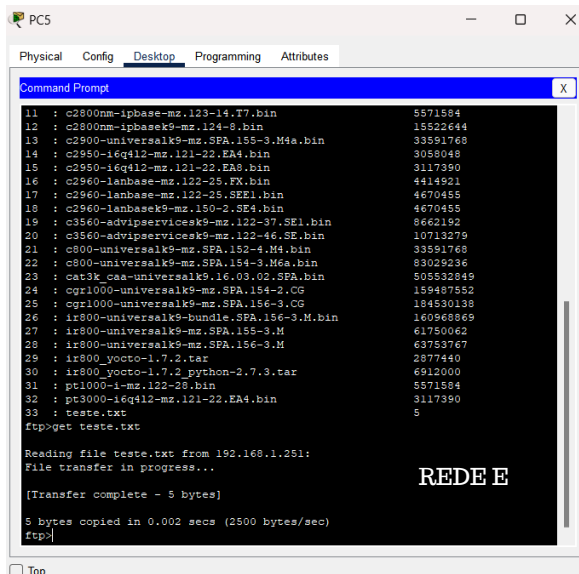 PC5
Physical Config Desktop Programming Attributes
Command Prompt X
11 : c2800nm-ipbase-mz.123-14.T7.bin 5571584
12 : c2800nm-ipbasek9-mz.124-8.bin 15522644
13 : c2900-universalk9-mz.SPA.155-3.M4a.bin 33591768
14 : c2950-i6q4l2-mz.121-22.EA4.bin 3058048
15 : c2950-i6q4l2-mz.121-22.EA8.bin 3117390
16 : c2960-lanbase-mz.122-25.FX.bin 4414921
17 : c2960-lanbase-mz.122-25.SEE1.bin 4670455
18 : c2960-lanbasek9-mz.150-2.SE4.bin 4670455
19 : c3560-advipservicesk9-mz.122-37.SE1.bin 8662192
20 : c3560-advipservicesk9-mz.122-46.SE.bin 10713279
21 : c800-universalk9-mz.SPA.152-4.M4.bin 33591768
22 : c800-universalk9-mz.SPA.154-3.M6a.bin 83029236
23 : cat3k_caa-universalk9.16.03.02.SPA.bin 505532849
24 : cgr1000-universalk9-mz.SPA.154-2.CG 159487552
25 : cgr1000-universalk9-mz.SPA.156-3.CG 184530138
26 : ir800-universalk9-bundle.SPA.156-3.M.bin 160968869
27 : ir800-universalk9-mz.SPA.155-3.M 61750062
28 : ir800-universalk9-mz.SPA.156-3.M 63753767
29 : ir800_yocto-1.7.2.tar 2877440
30 : ir800_yocto-1.7.2_python-2.7.3.tar 6912000
31 : pt1000-i-mz.122-28.bin 5571584
32 : pt3000-i6q4l2-mz.121-22.EA4.bin 3117390
33 : teste.txt 5
ftp>get teste.txt
Reading file teste.txt from 192.168.1.251:
File transfer in progress...
REDE E
[Transfer complete - 5 bytes]
5 bytes copied in 0.002 secs (2500 bytes/sec)
ftp>
Top